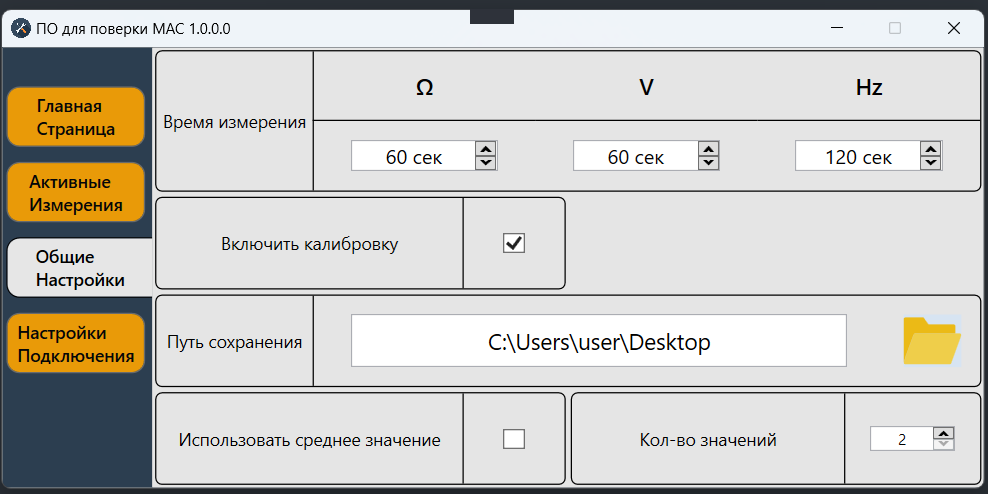 ПО для поверки МАС 1.0.0.0
Главная
Страница
Активные
Измерения
Общие
Настройки
Настройки
Подключения
Время измерения
Ω V Hz
60 сек 60 сек 120 сек
Включить калибровку
Путь сохранения
C:\Users\user\Desktop
Использовать среднее значение
Кол-во значений
2